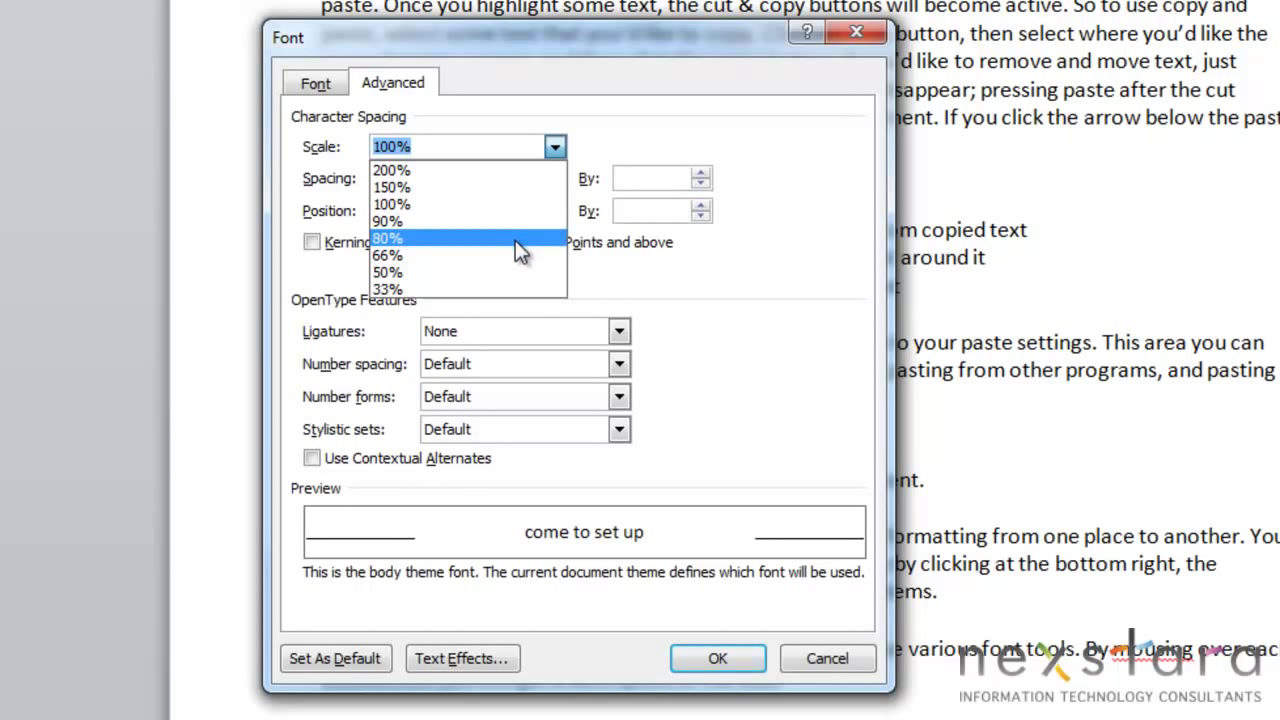 paste. Once you highlight some text, the cut & copy buttons will become active. So to use copy and
Font
button, then select where you'd like the
'd like to remove and move text, just
Font
Advanced
sappear; pressing paste after the cut
Character Spacing
ent. If you click the arrow below the past
Scale:
100%
200%
Spacing:
By:
150%
100%
Position:
By:
90%
m copied text
Kerning
80%
Points and above
66%
around it
50%
33%
OpenType Features
Ligatures:
None
o your paste settings. This area you can
Number spacing:
Default
asting from other programs, and pasting
Number forms:
Default
Stylistic sets:
Default
Use Contextual Alternates
Preview
nt.
come to set up
ormatting from one place to another. You
This is the body theme font. The current document theme defines which font will be used.
by clicking at the bottom right, the
ems.
Set As Default
Text Effects...
OK
Cancel
e various font tools. By mousing over each
nexstara
INFORMATION TECHNOLOGY CONSULTANTS